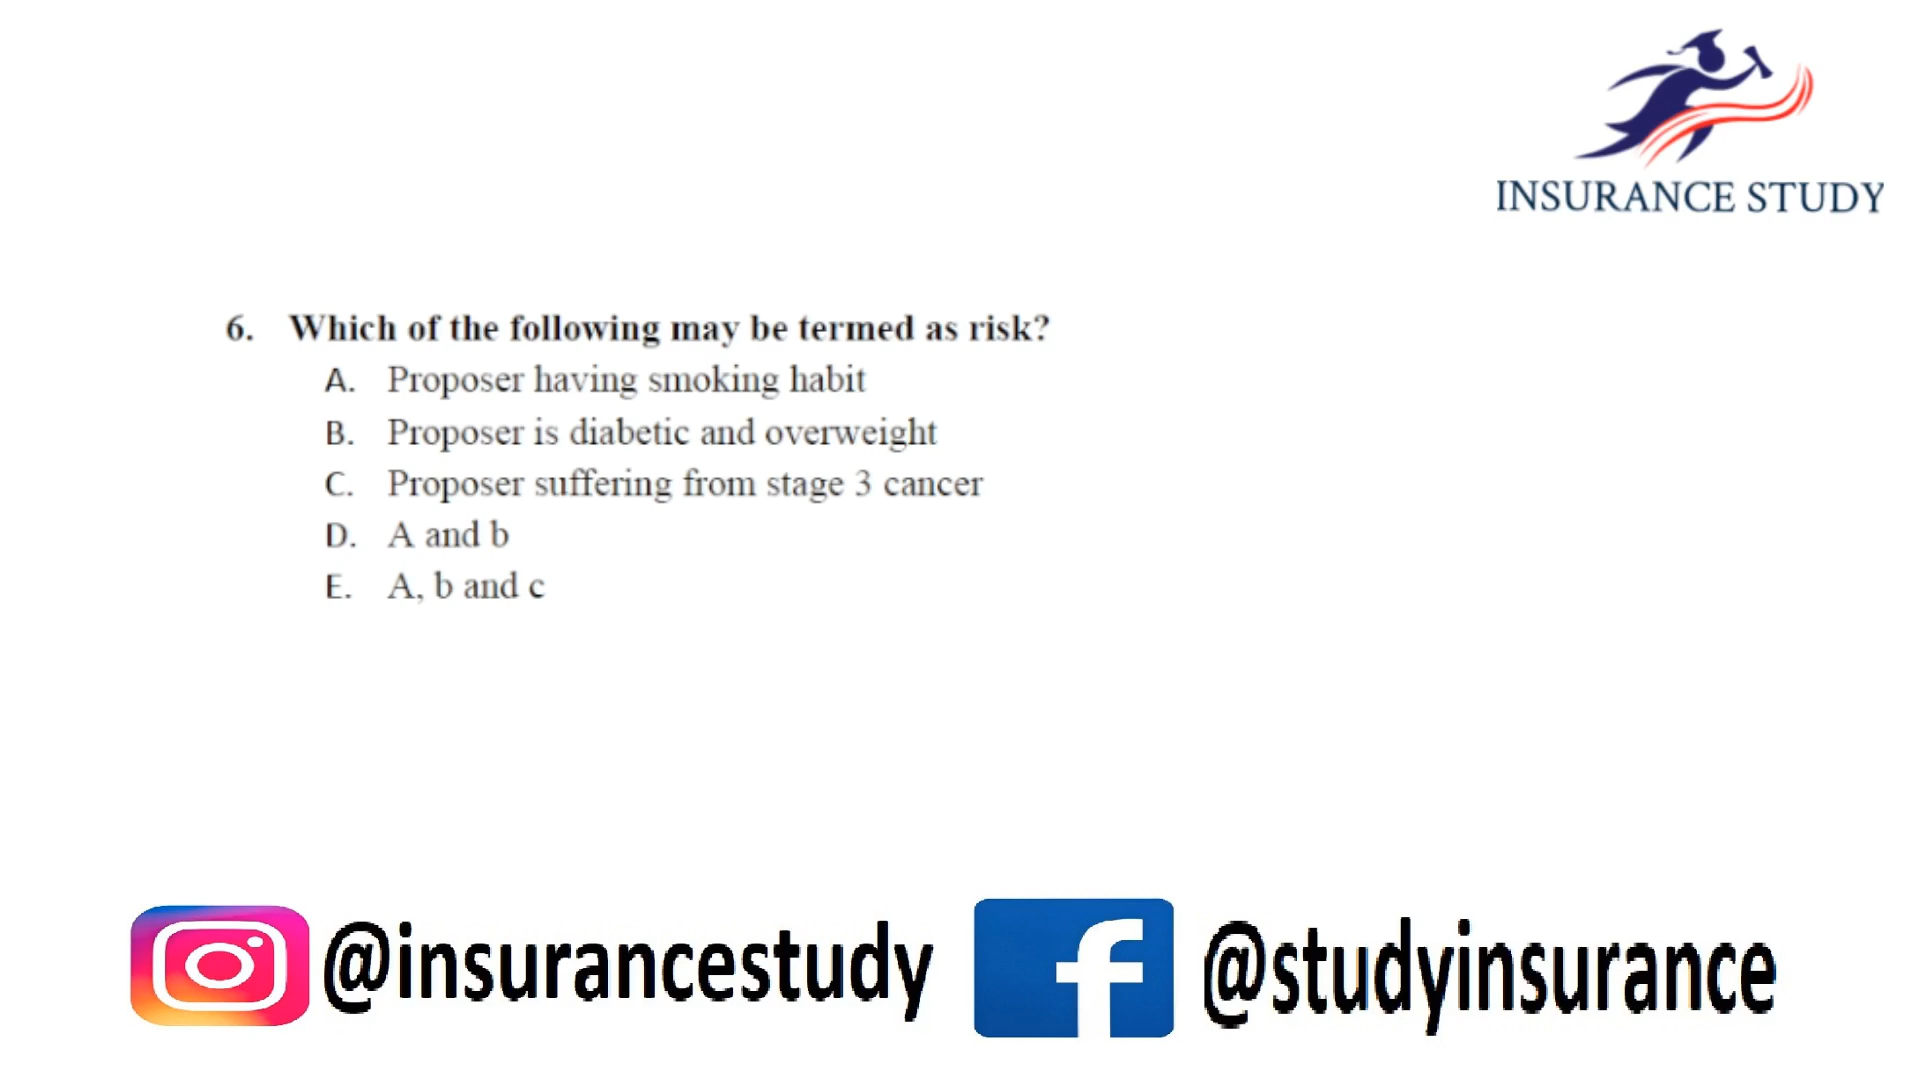 INSURANCE STUDY
6. Which of the following may be termed as risk?
A. Proposer having smoking habit
B. Proposer is diabetic and overweight
C. Proposer suffering from stage 3 cancer
D. A and b
E. A, b and c
@insurancestudy f @studyinsurance